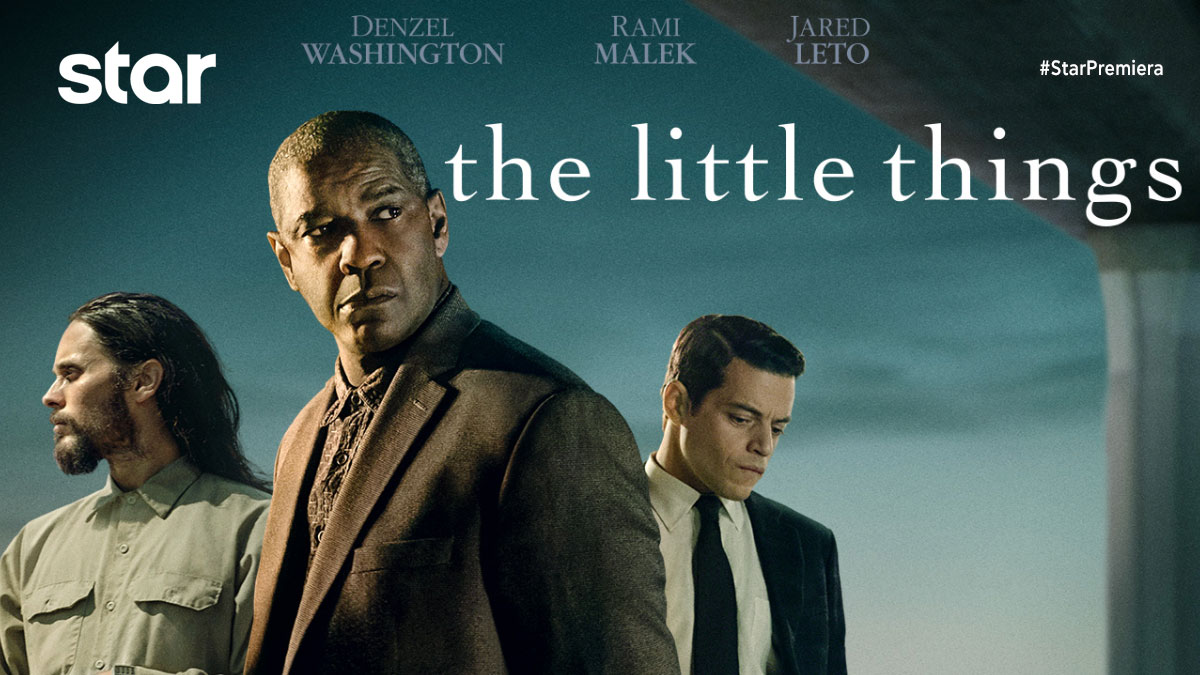 DENZEL
WASHINGTON
RAMI
MALEK
JARED
LETO
star
#StarPremiera
the little things